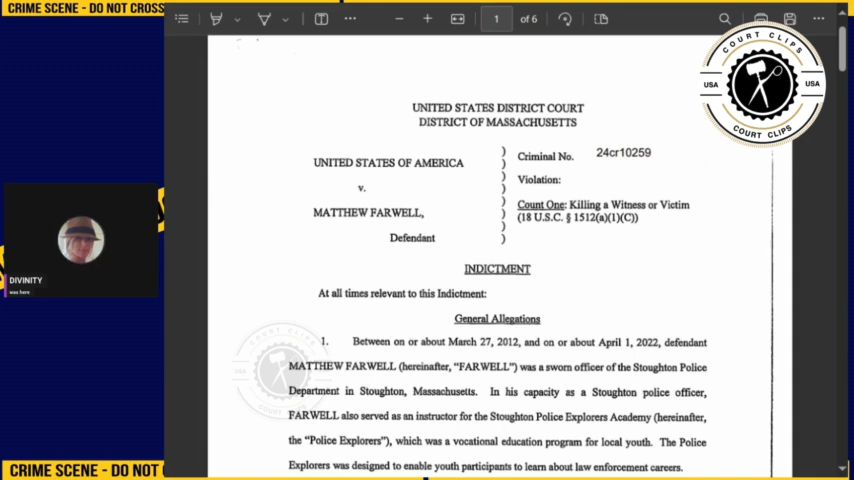 CRIME SCENE - DO NOT CROSS
1 of 6
COURT CLIPS
USA
USA
COURT CLIPS
UNITED STATES DISTRICT COURT
DISTRICT OF MASSACHUSETTS
UNITED STATES OF AMERICA
v.
MATTHEW FARWELL,
Defendant
)
)
)
)
)
)
)
Criminal No. 24cr10259
Violation:
Count One: Killing a Witness or Victim
(18 U.S.C. § 1512(a)(1)(C))
INDICTMENT
At all times relevant to this Indictment:
General Allegations
1. Between on or about March 27, 2012, and on or about April 1, 2022, defendant
MATTHEW FARWELL (hereinafter, “FARWELL”) was a sworn officer of the Stoughton Police
Department in Stoughton, Massachusetts. In his capacity as a Stoughton police officer,
FARWELL also served as an instructor for the Stoughton Police Explorers Academy (hereinafter,
the “Police Explorers”), which was a vocational education program for local youth. The Police
Explorers was designed to enable youth participants to learn about law enforcement careers.
COURT CLIPS
DIVINITY
was here
CRIME SCENE - DO NOT